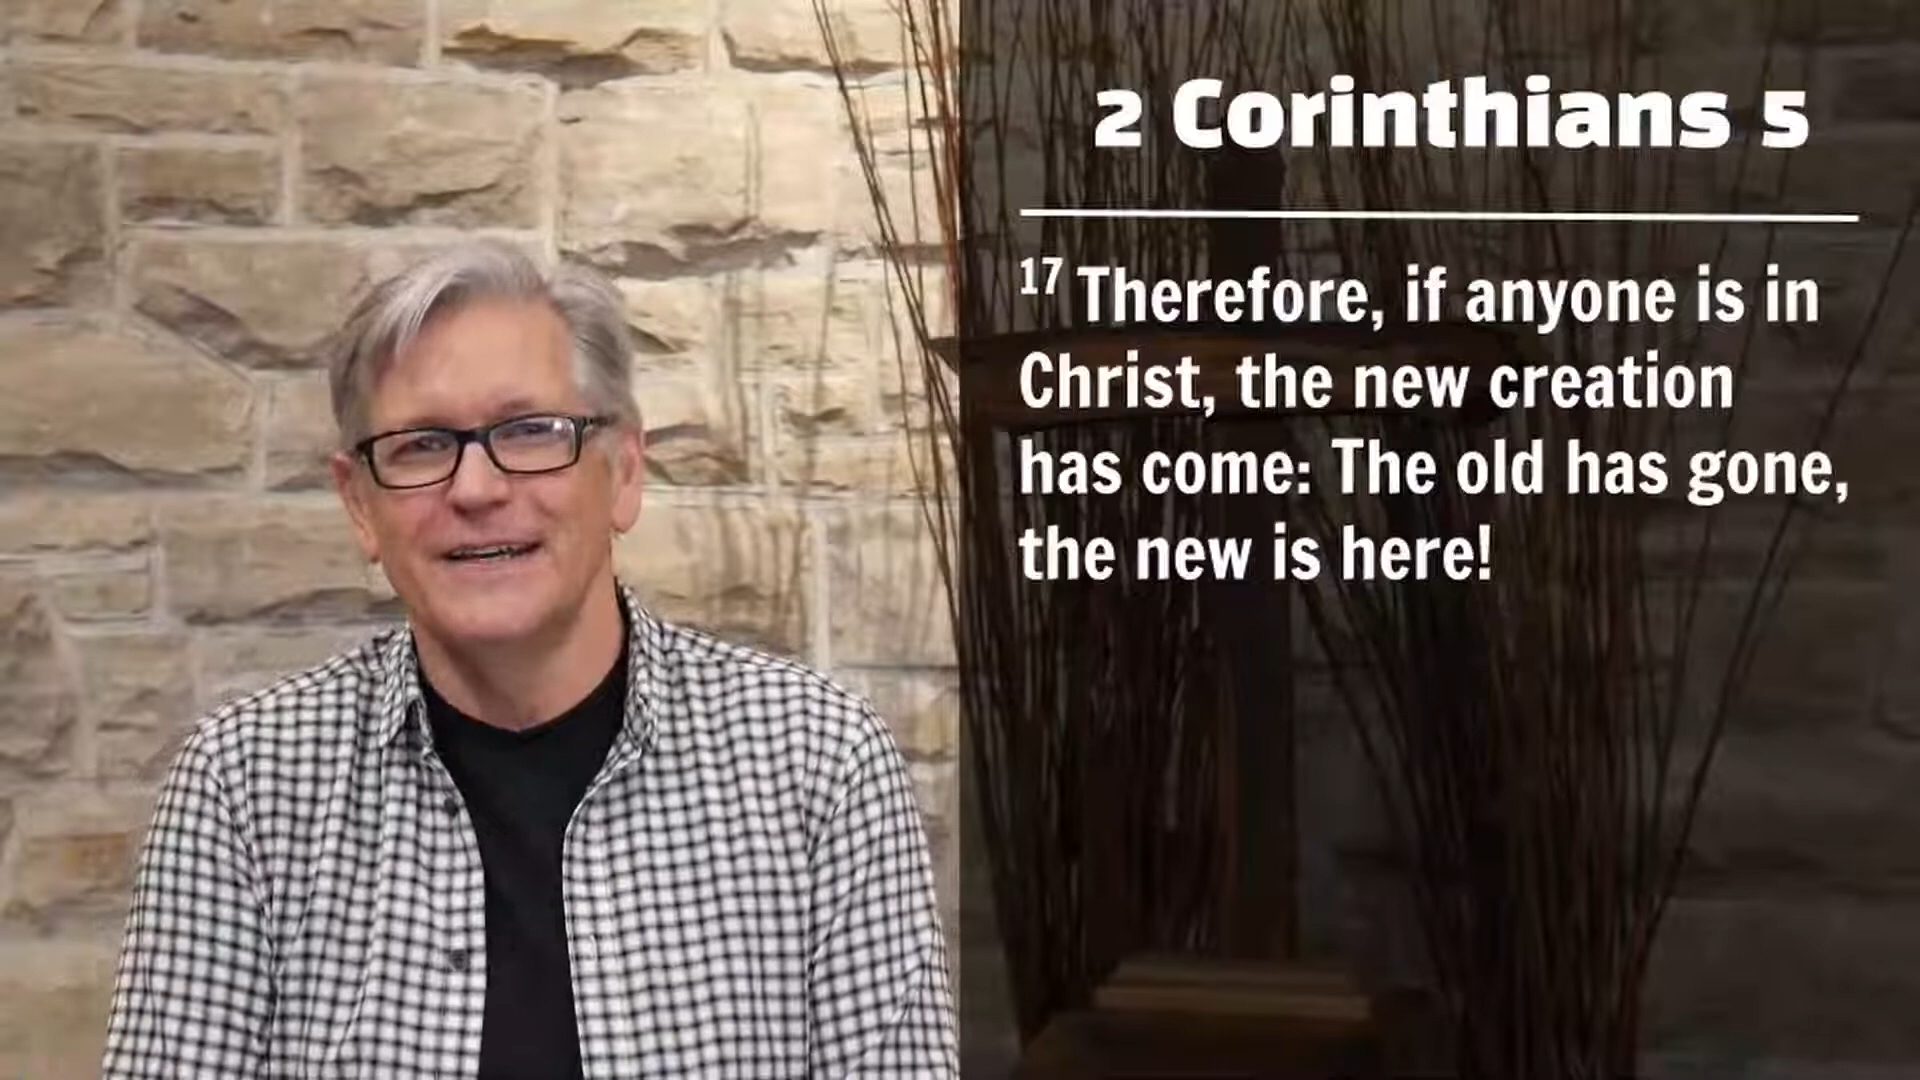 2 Corinthians 5
17 Therefore, if anyone is in
Christ, the new creation
has come: The old has gone,
the new is here!